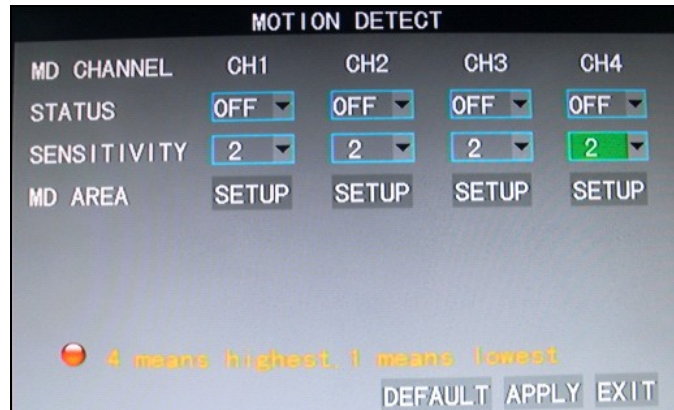 MOTION DETECT
MD CHANNEL CH1 CH2 CH3 CH4
STATUS OFF OFF OFF OFF
SENSITIVITY 2 2 2 2
MD AREA SETUP SETUP SETUP SETUP
4 means highest, 1 means lowest
DEFAULT APPLY EXIT